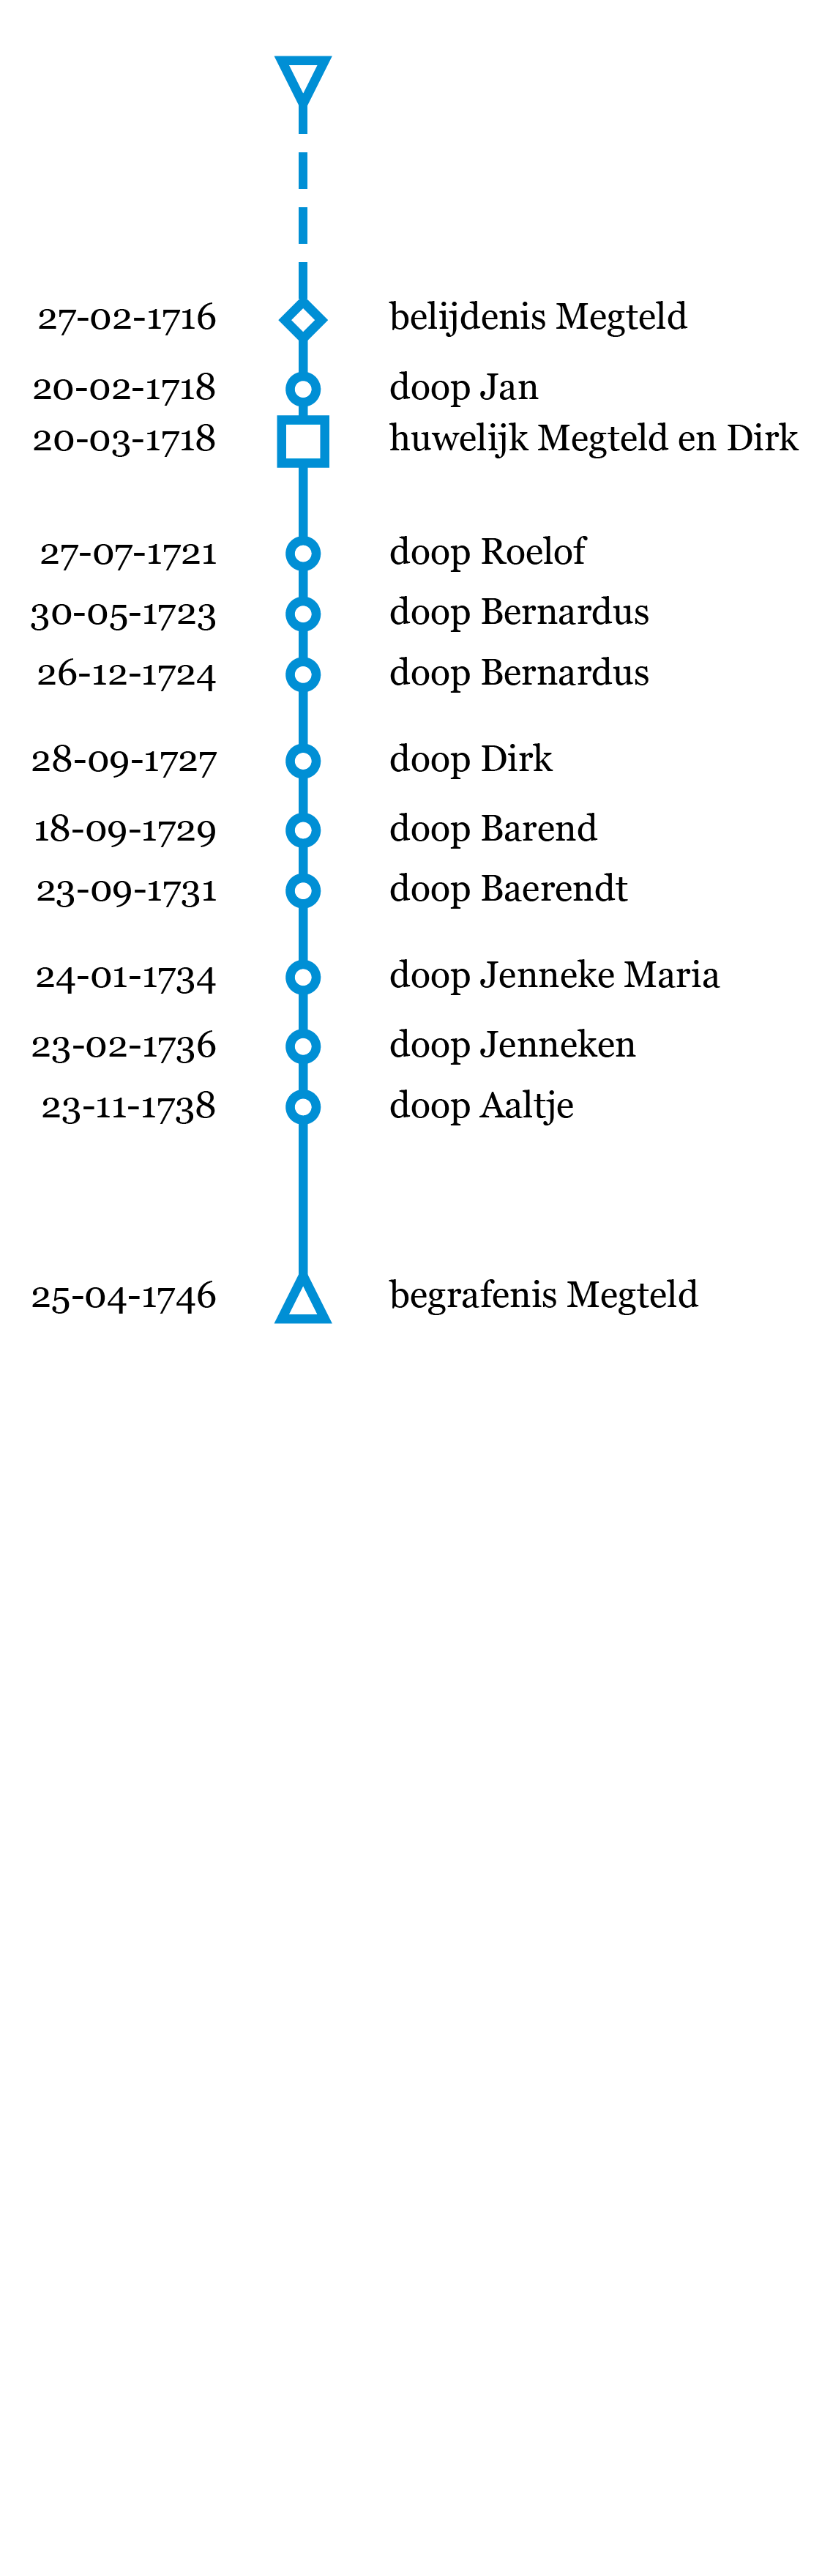 27-02-1716 belijdenis Megteld
20-02-1718 doop Jan
20-03-1718 huwelijk Megteld en Dirk
27-07-1721 doop Roelof
30-05-1723 doop Bernardus
26-12-1724 doop Bernardus
28-09-1727 doop Dirk
18-09-1729 doop Barend
23-09-1731 doop Baerendt
24-01-1734 doop Jenneke Maria
23-02-1736 doop Jenneken
23-11-1738 doop Aaltje
25-04-1746 begrafenis Megteld